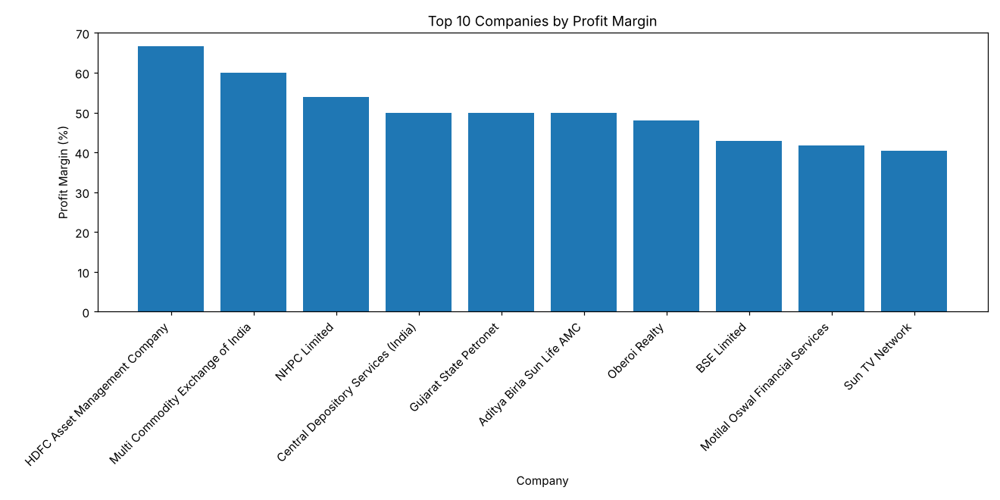 Top 10 Companies by Profit Margin
Profit Margin (%)
70
60
50
40
30
20
10
0
HDFC Asset Management Company
Multi Commodity Exchange of India
NHPC Limited
Central Depository Services (India)
Gujarat State Petronet
Aditya Birla Sun Life AMC
Oberoi Realty
BSE Limited
Motilal Oswal Financial Services
Sun TV Network
Company